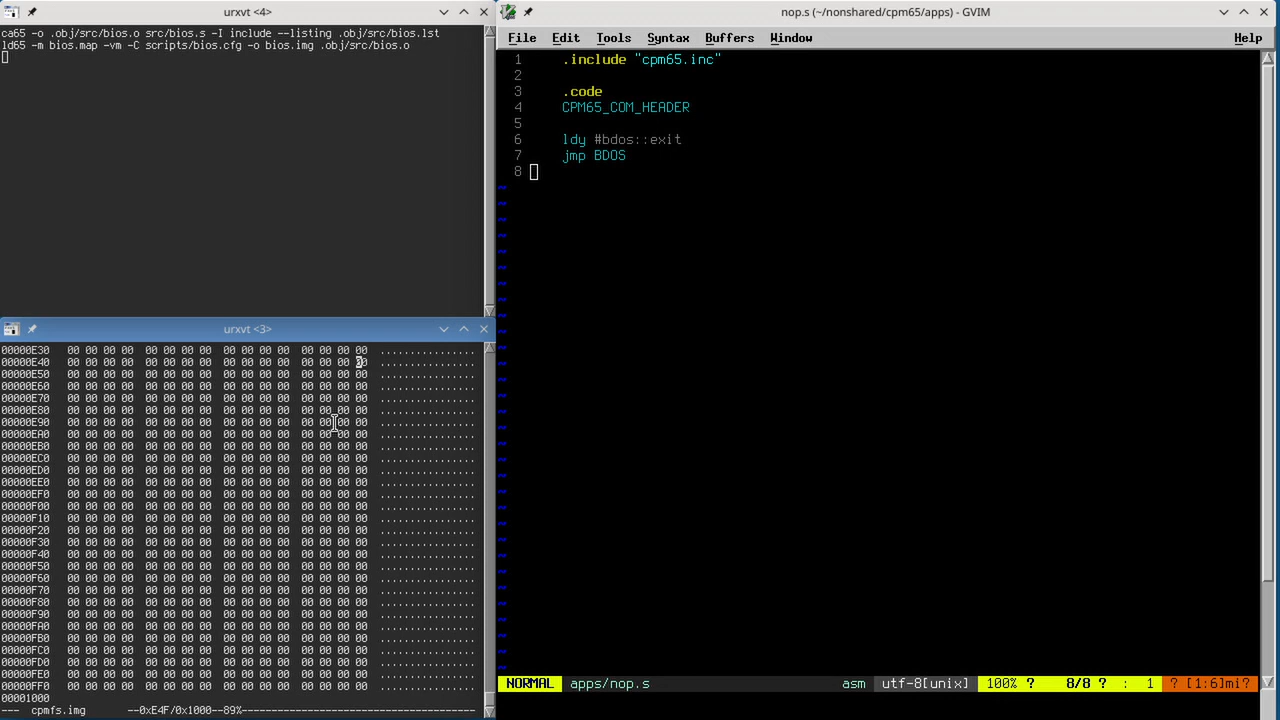 urxvt <4>
ca65 -o .obj/src/bios.o src/bios.s -I include --listing .obj/src/bios.lst
ld65 -m bios.map -vm -C scripts/bios.cfg -o bios.img .obj/src/bios.o
urxvt <3>
00000E30 00 00 00 00 00 00 00 00 00 00 00 00 00 00 00 00 ................
00000E40 00 00 00 00 00 00 00 00 00 00 00 00 00 00 00 00 ................
00000E50 00 00 00 00 00 00 00 00 00 00 00 00 00 00 00 00 ................
00000E60 00 00 00 00 00 00 00 00 00 00 00 00 00 00 00 00 ................
00000E70 00 00 00 00 00 00 00 00 00 00 00 00 00 00 00 00 ................
00000E80 00 00 00 00 00 00 00 00 00 00 00 00 00 00 00 00 ................
00000E90 00 00 00 00 00 00 00 00 00 00 00 00 00 00 00 00 ................
00000EA0 00 00 00 00 00 00 00 00 00 00 00 00 00 00 00 00 ................
00000EB0 00 00 00 00 00 00 00 00 00 00 00 00 00 00 00 00 ................
00000EC0 00 00 00 00 00 00 00 00 00 00 00 00 00 00 00 00 ................
00000ED0 00 00 00 00 00 00 00 00 00 00 00 00 00 00 00 00 ................
00000EE0 00 00 00 00 00 00 00 00 00 00 00 00 00 00 00 00 ................
00000EF0 00 00 00 00 00 00 00 00 00 00 00 00 00 00 00 00 ................
00000F00 00 00 00 00 00 00 00 00 00 00 00 00 00 00 00 00 ................
00000F10 00 00 00 00 00 00 00 00 00 00 00 00 00 00 00 00 ................
00000F20 00 00 00 00 00 00 00 00 00 00 00 00 00 00 00 00 ................
00000F30 00 00 00 00 00 00 00 00 00 00 00 00 00 00 00 00 ................
00000F40 00 00 00 00 00 00 00 00 00 00 00 00 00 00 00 00 ................
00000F50 00 00 00 00 00 00 00 00 00 00 00 00 00 00 00 00 ................
00000F60 00 00 00 00 00 00 00 00 00 00 00 00 00 00 00 00 ................
00000F70 00 00 00 00 00 00 00 00 00 00 00 00 00 00 00 00 ................
00000F80 00 00 00 00 00 00 00 00 00 00 00 00 00 00 00 00 ................
00000F90 00 00 00 00 00 00 00 00 00 00 00 00 00 00 00 00 ................
00000FA0 00 00 00 00 00 00 00 00 00 00 00 00 00 00 00 00 ................
00000FB0 00 00 00 00 00 00 00 00 00 00 00 00 00 00 00 00 ................
00000FC0 00 00 00 00 00 00 00 00 00 00 00 00 00 00 00 00 ................
00000FD0 00 00 00 00 00 00 00 00 00 00 00 00 00 00 00 00 ................
00000FE0 00 00 00 00 00 00 00 00 00 00 00 00 00 00 00 00 ................
00000FF0 00 00 00 00 00 00 00 00 00 00 00 00 00 00 00 00 ................
00001000
--- cpmfs.img --0xE4F/0x1000--89%------------------------------------------
nop.s (~/nonshared/cpm65/apps) - GVIM
File Edit Tools Syntax Buffers Window Help
1 .include "cpm65.inc"
2
3 .code
4 CPM65_COM_HEADER
5
6 ldy #bdos::exit
7 jmp BDOS
8
NORMAL apps/nop.s asm utf-8[unix] 100% ? 8/8 ? : 1 ? [1:6]mi?